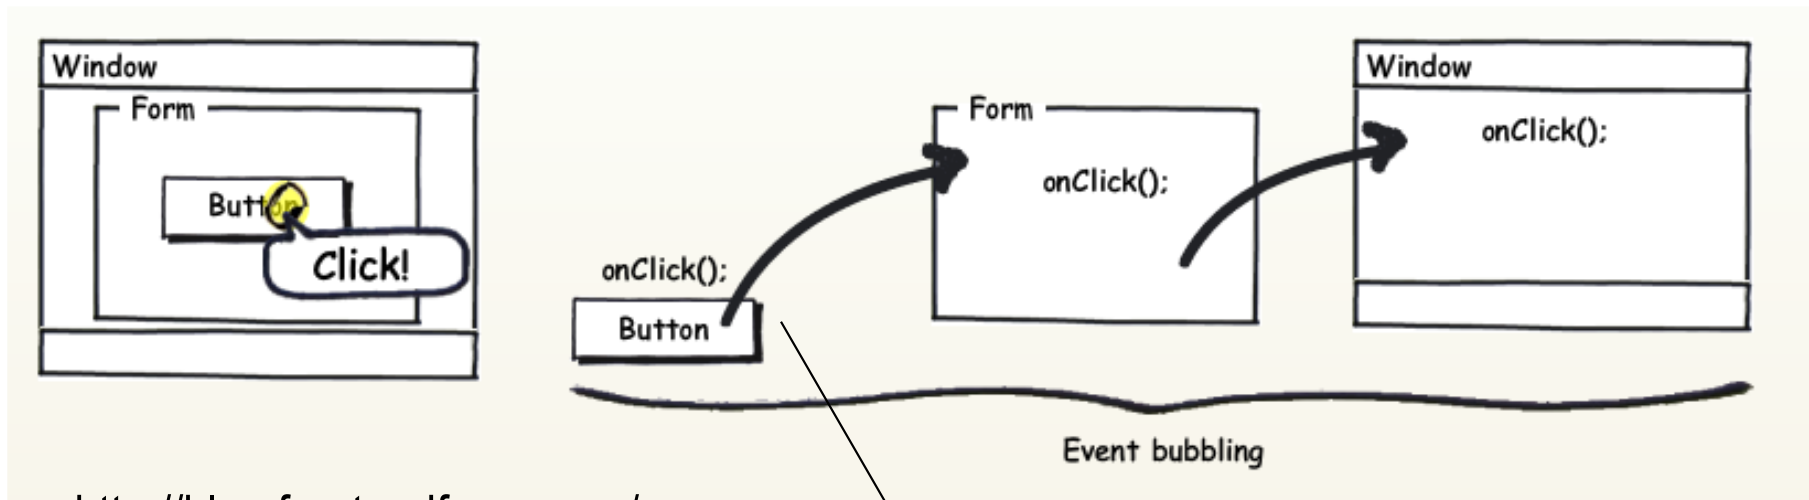 Window
Form
Button
Click!
onClick();
Button
Form
onClick();
Window
onClick();
Event bubbling